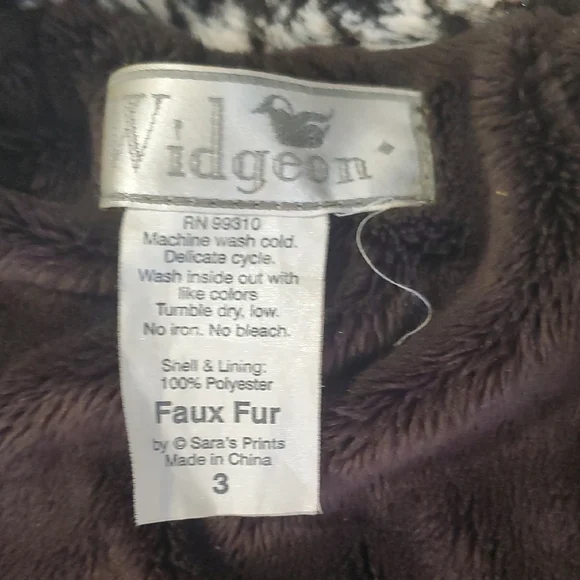 Widgeon
RN 99310
Machine wash cold.
Delicate cycle.
Wash inside out with
like colors
Tumble dry, low.
No iron. No bleach.
Shell & Lining:
100% Polyester
Faux Fur
by © Sara's Prints
Made in China
3